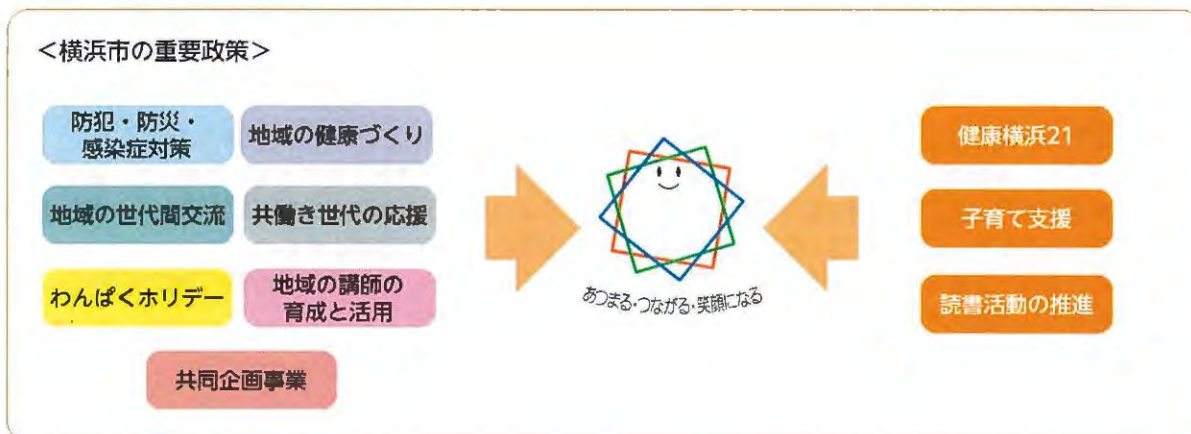 ＜横浜市の重要政策＞
防犯・防災・
感染症対策
地域の健康づくり
地域の世代間交流
共働き世代の応援
わんぱくホリデー
地域の講師の
育成と活用
共同企画事業
あつまる・つながる・笑顔になる
健康横浜21
子育て支援
読書活動の推進